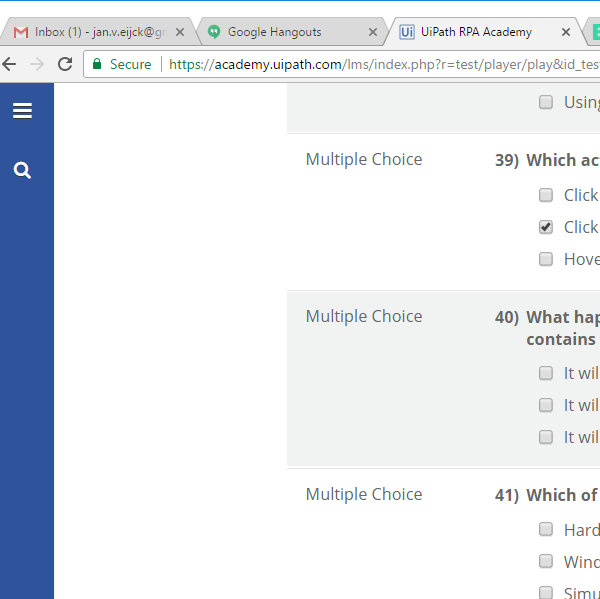 Inbox (1) - jan.v.eijck@g
Google Hangouts
Ui UiPath RPA Academy
Secure https://academy.uipath.com/lms/index.php?r=test/player/play&id_tes
Using
Multiple Choice 39) Which ac
Click
Click
Hove
Multiple Choice 40) What hap
contains
It wil
It wil
It wil
Multiple Choice 41) Which of
Hard
Wind
Simu